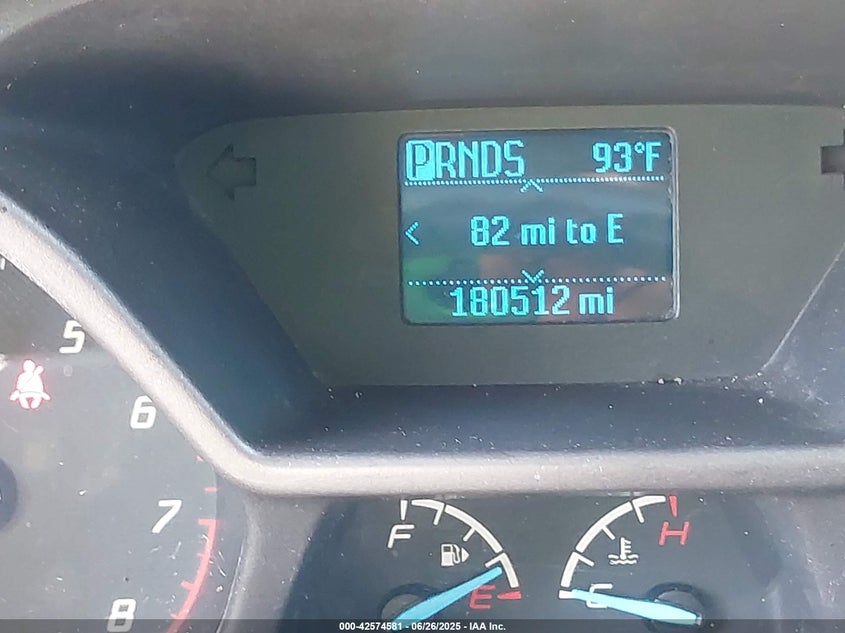 PRNDS 93°F
< 82 mi to E
180512 mi
5
6
7
8
F
E
H
C
000-42574581 - 06/26/2025 - IAA Inc.